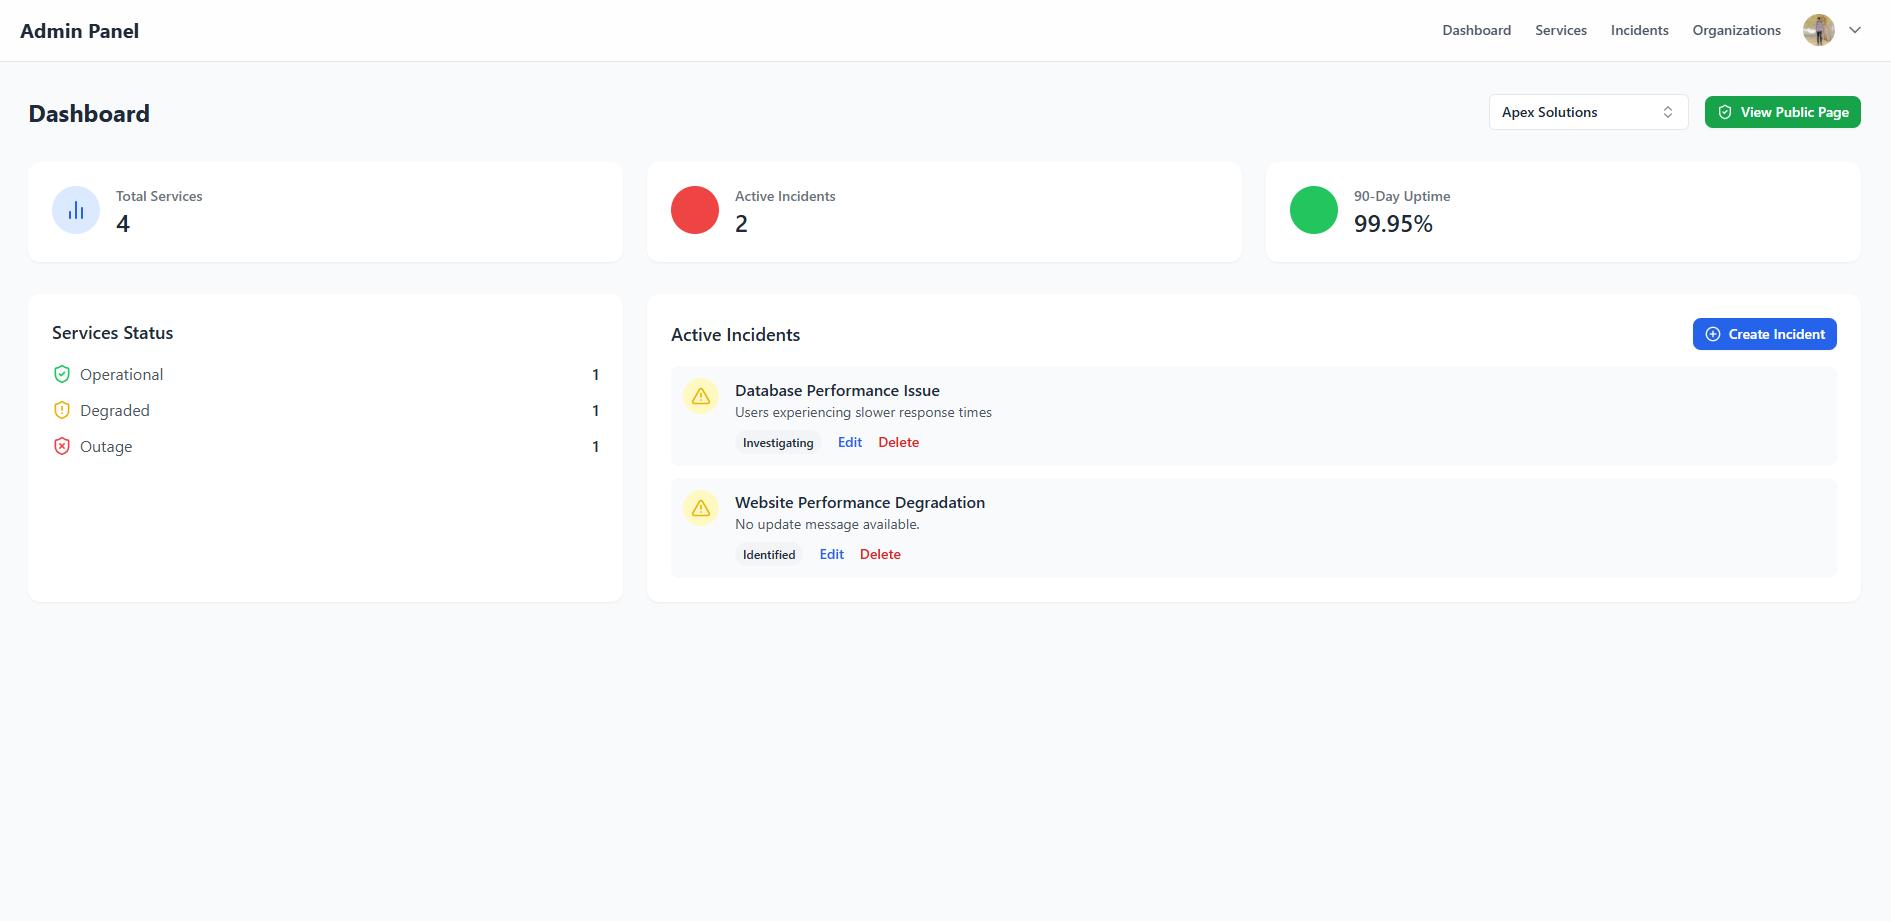 Admin Panel
Dashboard
Services
Incidents
Organizations
Dashboard
Apex Solutions
View Public Page
Total Services
4
Active Incidents
2
90-Day Uptime
99.95%
Services Status
Operational 1
Degraded 1
Outage 1
Active Incidents
Create Incident
Database Performance Issue
Users experiencing slower response times
Investigating Edit Delete
Website Performance Degradation
No update message available.
Identified Edit Delete